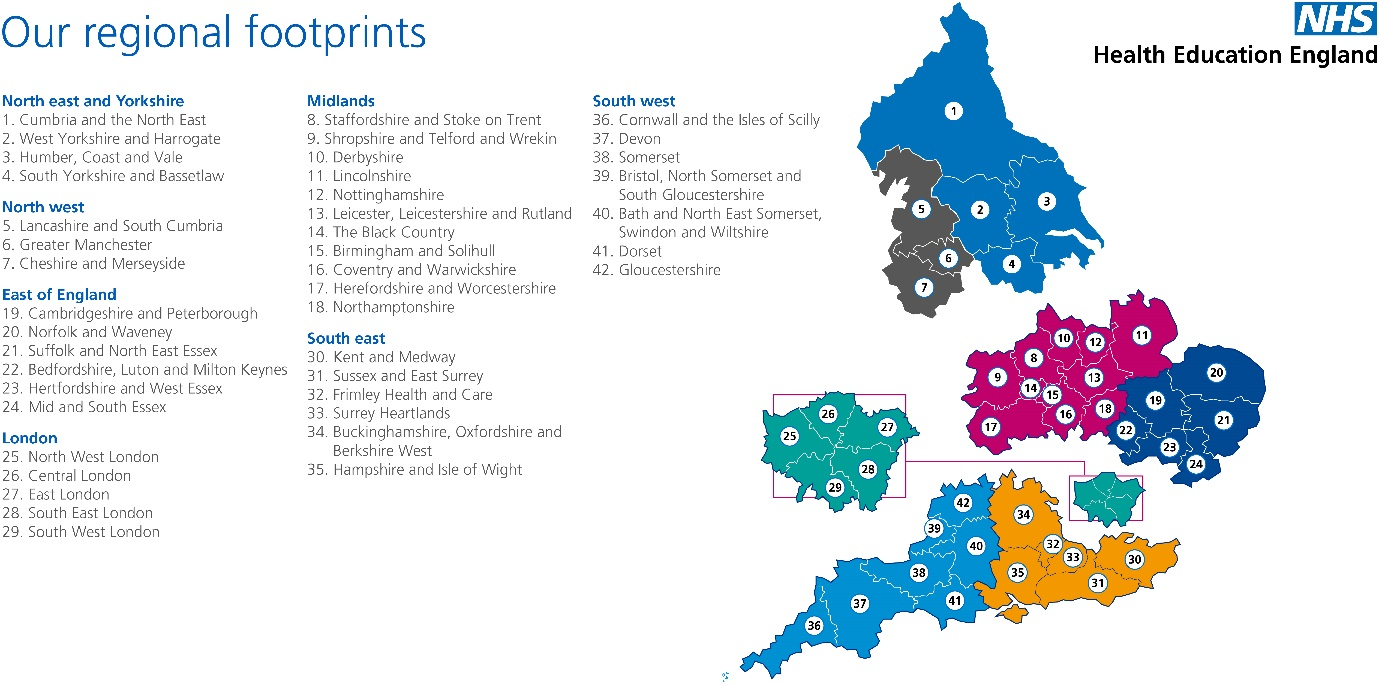 Our regional footprints
NHS
Health Education England
North east and Yorkshire
1. Cumbria and the North East
2. West Yorkshire and Harrogate
3. Humber, Coast and Vale
4. South Yorkshire and Bassetlaw
North west
5. Lancashire and South Cumbria
6. Greater Manchester
7. Cheshire and Merseyside
East of England
19. Cambridgeshire and Peterborough
20. Norfolk and Waveney
21. Suffolk and North East Essex
22. Bedfordshire, Luton and Milton Keynes
23. Hertfordshire and West Essex
24. Mid and South Essex
London
25. North West London
26. Central London
27. East London
28. South East London
29. South West London
Midlands
8. Staffordshire and Stoke on Trent
9. Shropshire and Telford and Wrekin
10. Derbyshire
11. Lincolnshire
12. Nottinghamshire
13. Leicester, Leicestershire and Rutland
14. The Black Country
15. Birmingham and Solihull
16. Coventry and Warwickshire
17. Herefordshire and Worcestershire
18. Northamptonshire
South east
30. Kent and Medway
31. Sussex and East Surrey
32. Frimley Health and Care
33. Surrey Heartlands
34. Buckinghamshire, Oxfordshire and
Berkshire West
35. Hampshire and Isle of Wight
South west
36. Cornwall and the Isles of Scilly
37. Devon
38. Somerset
39. Bristol, North Somerset and
South Gloucestershire
40. Bath and North East Somerset,
Swindon and Wiltshire
41. Dorset
42. Gloucestershire
1
2
3
4
5
6
7
8
9
10
11
12
13
14
15
16
17
18
19
20
21
22
23
24
25
26
27
28
29
30
31
32
33
34
35
36
37
38
39
40
41
42